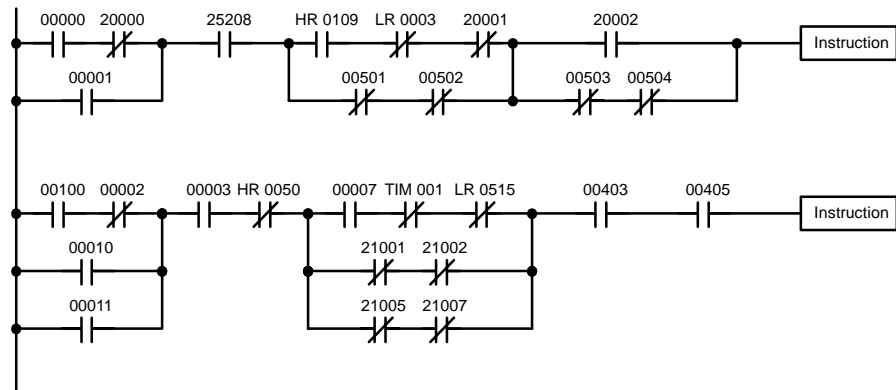 00000 20000 25208 HR 0109 LR 0003 20001 20002
Instruction
00001 00501 00502 00503 00504
00100 00002 00003 HR 0050 00007 TIM 001 LR 0515 00403 00405
Instruction
00010 21001 21002
00011 21005 21007